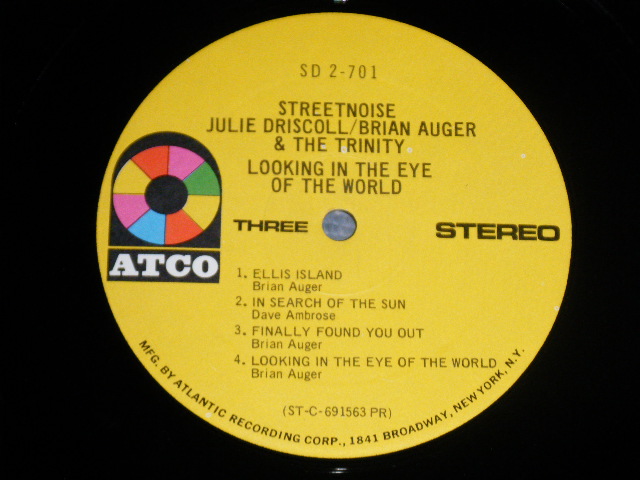 SD 2-701
STREETNOISE
JULIE DRISCOLL/BRIAN AUGER
& THE TRINITY
LOOKING IN THE EYE
OF THE WORLD
THREE
STEREO
ATCO
1. ELLIS ISLAND
Brian Auger
2. IN SEARCH OF THE SUN
Dave Ambrose
3. FINALLY FOUND YOU OUT
Brian Auger
4. LOOKING IN THE EYE OF THE WORLD
Brian Auger
(ST-C-691563 PR)
MFG. BY ATLANTIC RECORDING CORP., 1841 BROADWAY, NEW YORK, N.Y.